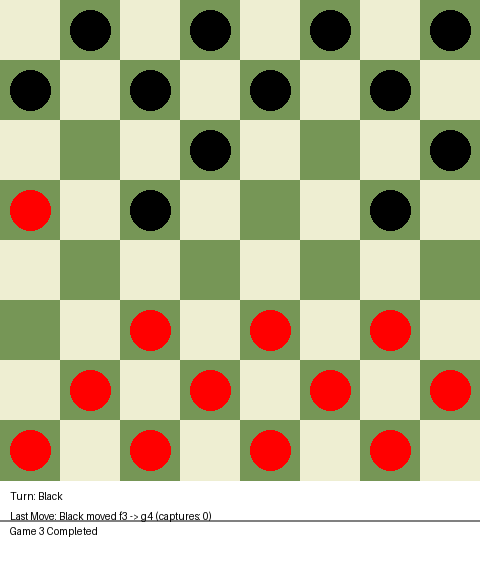 Turn: Black
Last Move: Black moved f3 -> g4 (captures: 0)
Game 3 Completed